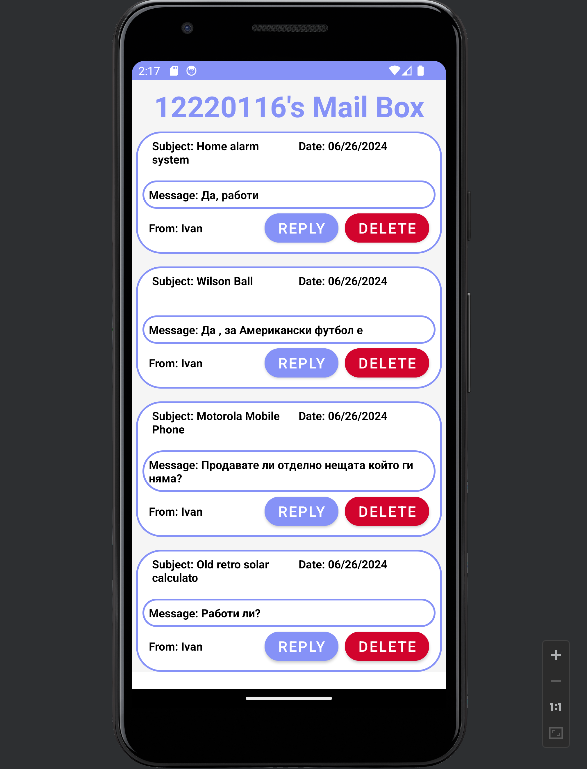 2:17
12220116's Mail Box
Subject: Home alarm
system
Date: 06/26/2024
Message: Да, работи
From: Ivan
REPLY
DELETE
Subject: Wilson Ball
Date: 06/26/2024
Message: Да , за Американски футбол е
From: Ivan
REPLY
DELETE
Subject: Motorola Mobile
Phone
Date: 06/26/2024
Message: Продавате ли отделно нещата който ги
няма?
From: Ivan
REPLY
DELETE
Subject: Old retro solar
calculato
Date: 06/26/2024
Message: Работи ли?
From: Ivan
REPLY
DELETE
1:1